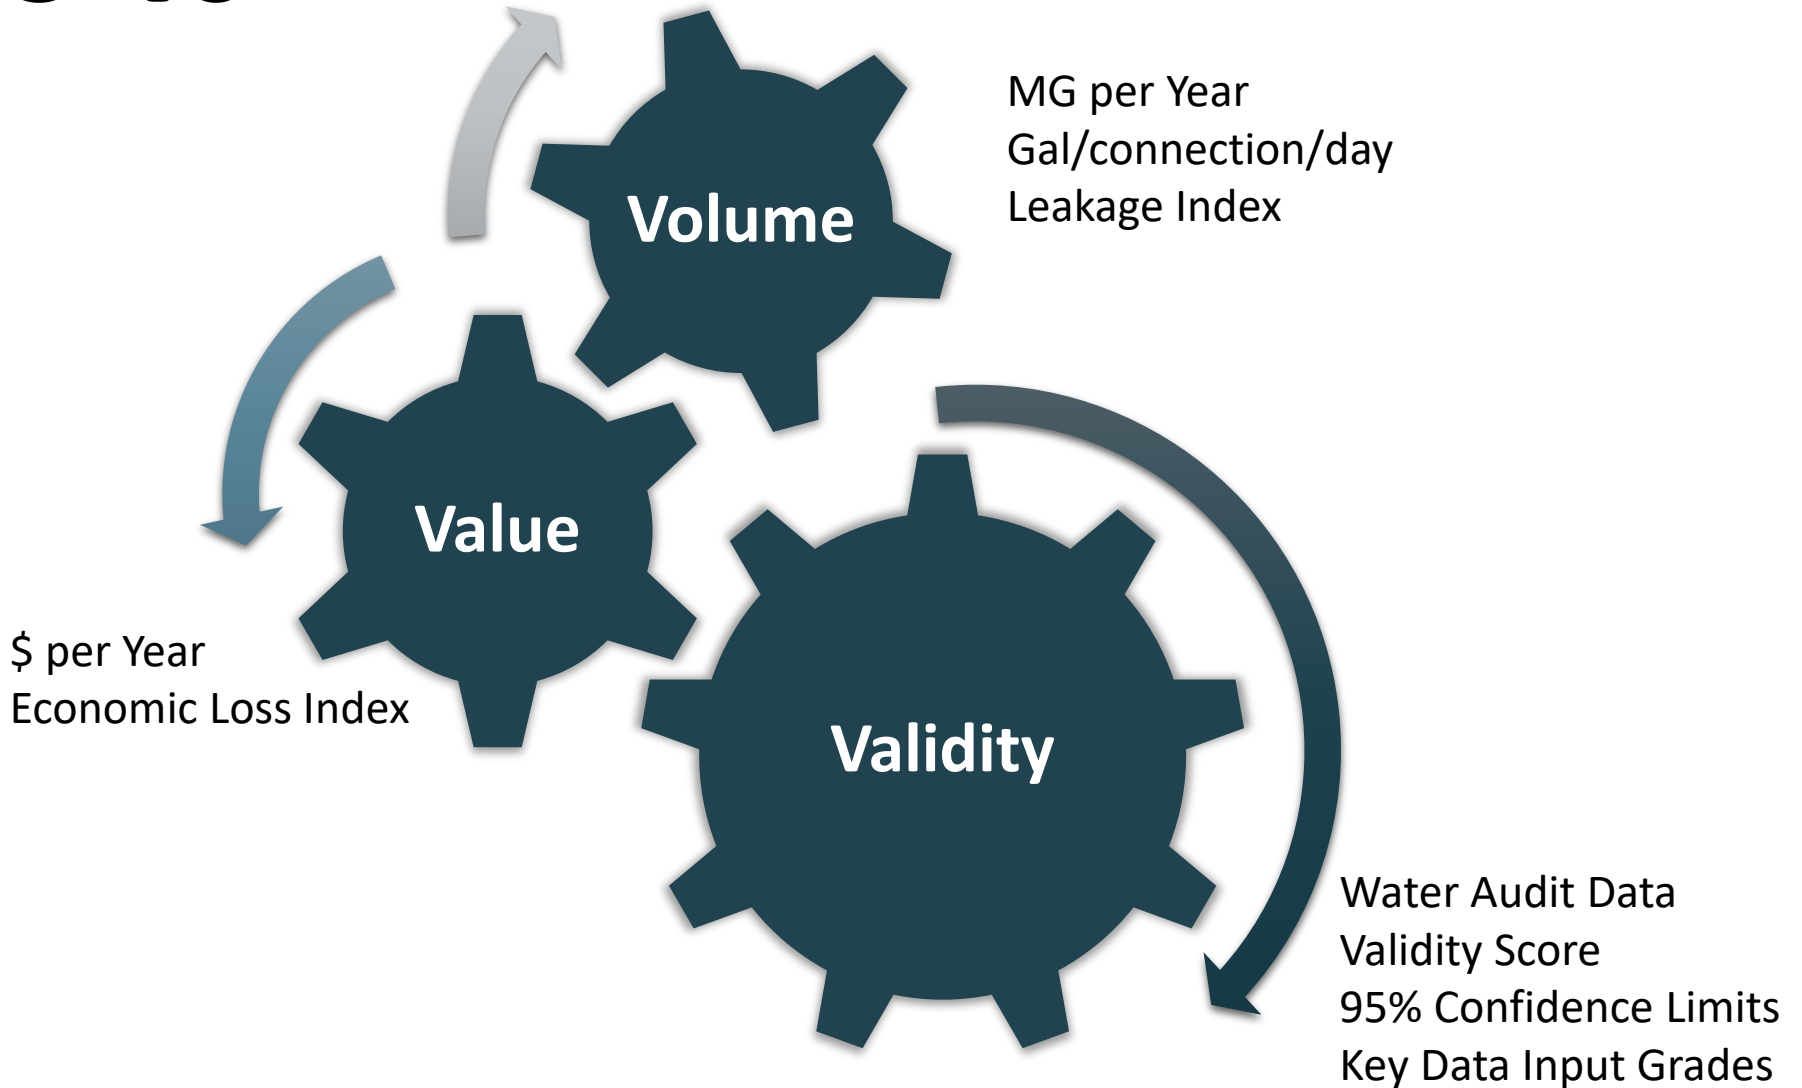 MG per Year
Gal/connection/day
Leakage Index
Volume
Value
$ per Year
Economic Loss Index
Validity
Water Audit Data
Validity Score
95% Confidence Limits
Key Data Input Grades